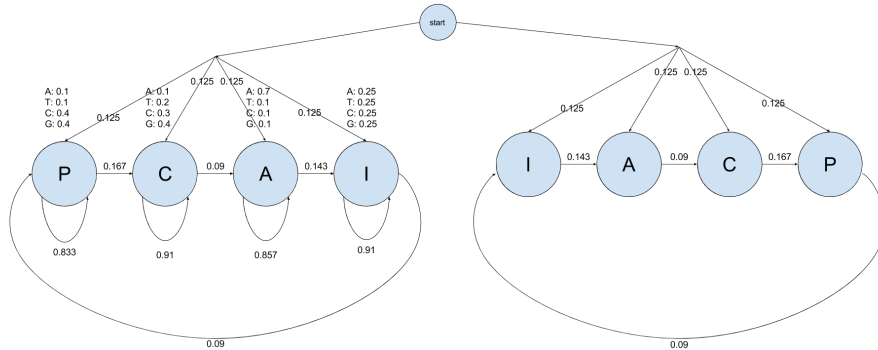 start
0.125 0.125
0.125 0.125
A: 0.1
T: 0.1
C: 0.4
G: 0.4
A: 0.1
T: 0.2
C: 0.3
G: 0.4
A: 0.7
T: 0.1
C: 0.1
G: 0.1
A: 0.25
T: 0.25
C: 0.25
G: 0.25
0.125
0.125
0.125
0.125
P
0.167
C
0.09
A
0.143
I
I
0.143
A
0.09
C
0.167
P
0.833
0.91
0.857
0.91
0.09
0.09